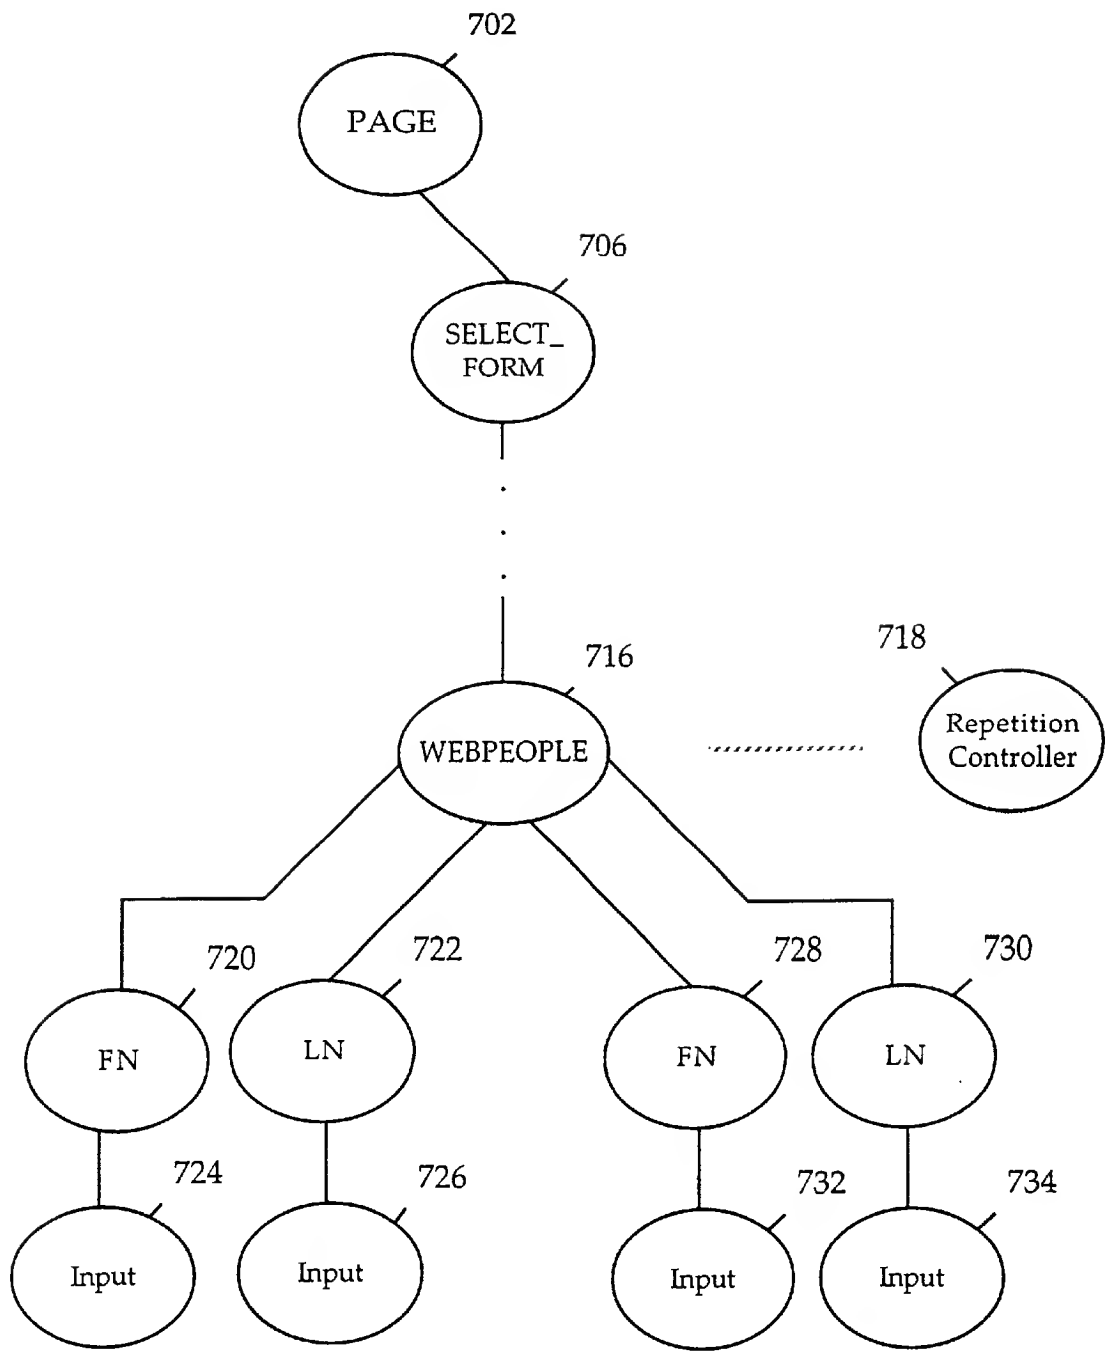 702
PAGE
706
SELECT_
FORM
716
718
WEBPEOPLE
Repetition
Controller
720
722
728
730
FN
LN
FN
LN
724
726
732
734
Input
Input
Input
Input